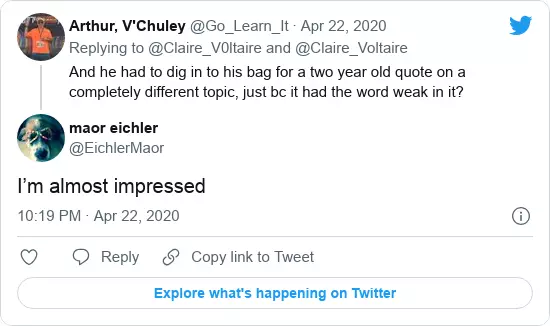 Arthur, V'Chuley @Go_Learn_It · Apr 22, 2020
Replying to @Claire_V0ltaire and @Claire_Voltaire
And he had to dig in to his bag for a two year old quote on a
completely different topic, just bc it had the word weak in it?
maor eichler
@EichlerMaor
I’m almost impressed
10:19 PM · Apr 22, 2020
Reply
Copy link to Tweet
Explore what's happening on Twitter